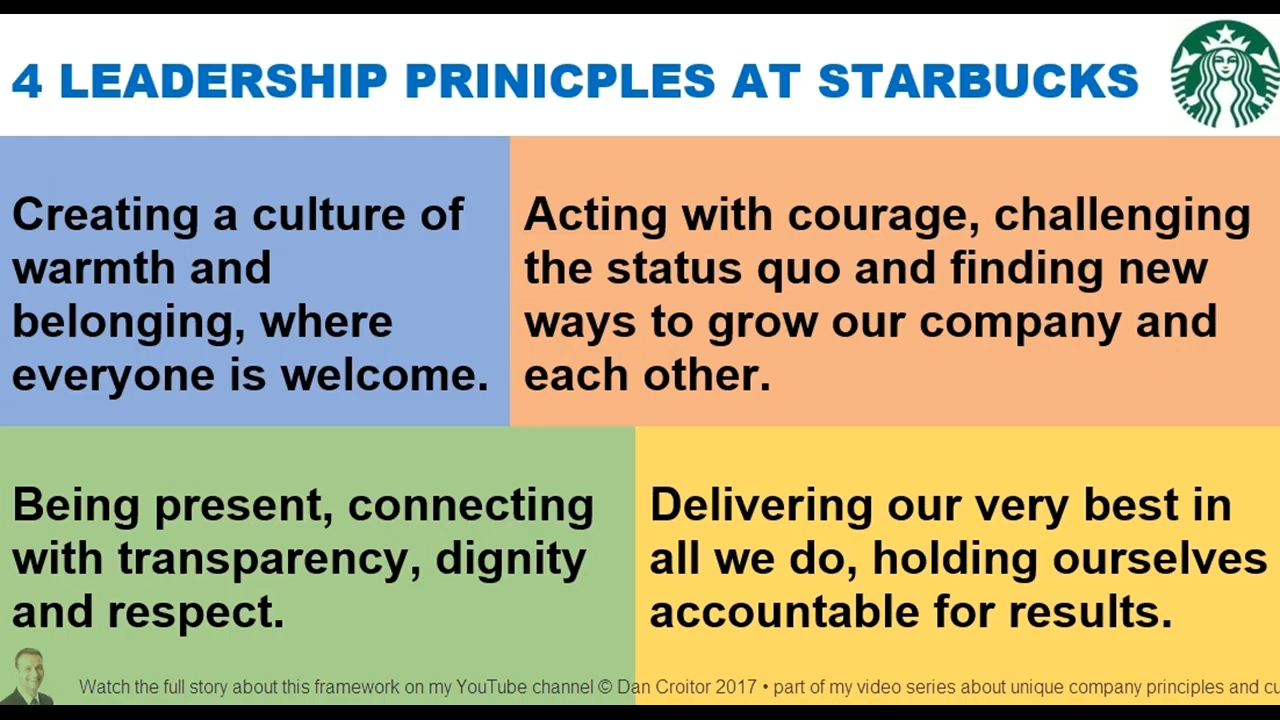 4 LEADERSHIP PRINICPLES AT STARBUCKS
Creating a culture of
warmth and
belonging, where
everyone is welcome.
Acting with courage, challenging
the status quo and finding new
ways to grow our company and
each other.
Being present, connecting
with transparency, dignity
and respect.
Delivering our very best in
all we do, holding ourselves
accountable for results.
Watch the full story about this framework on my YouTube channel © Dan Croitor 2017 • part of my video series about unique company principles and cu